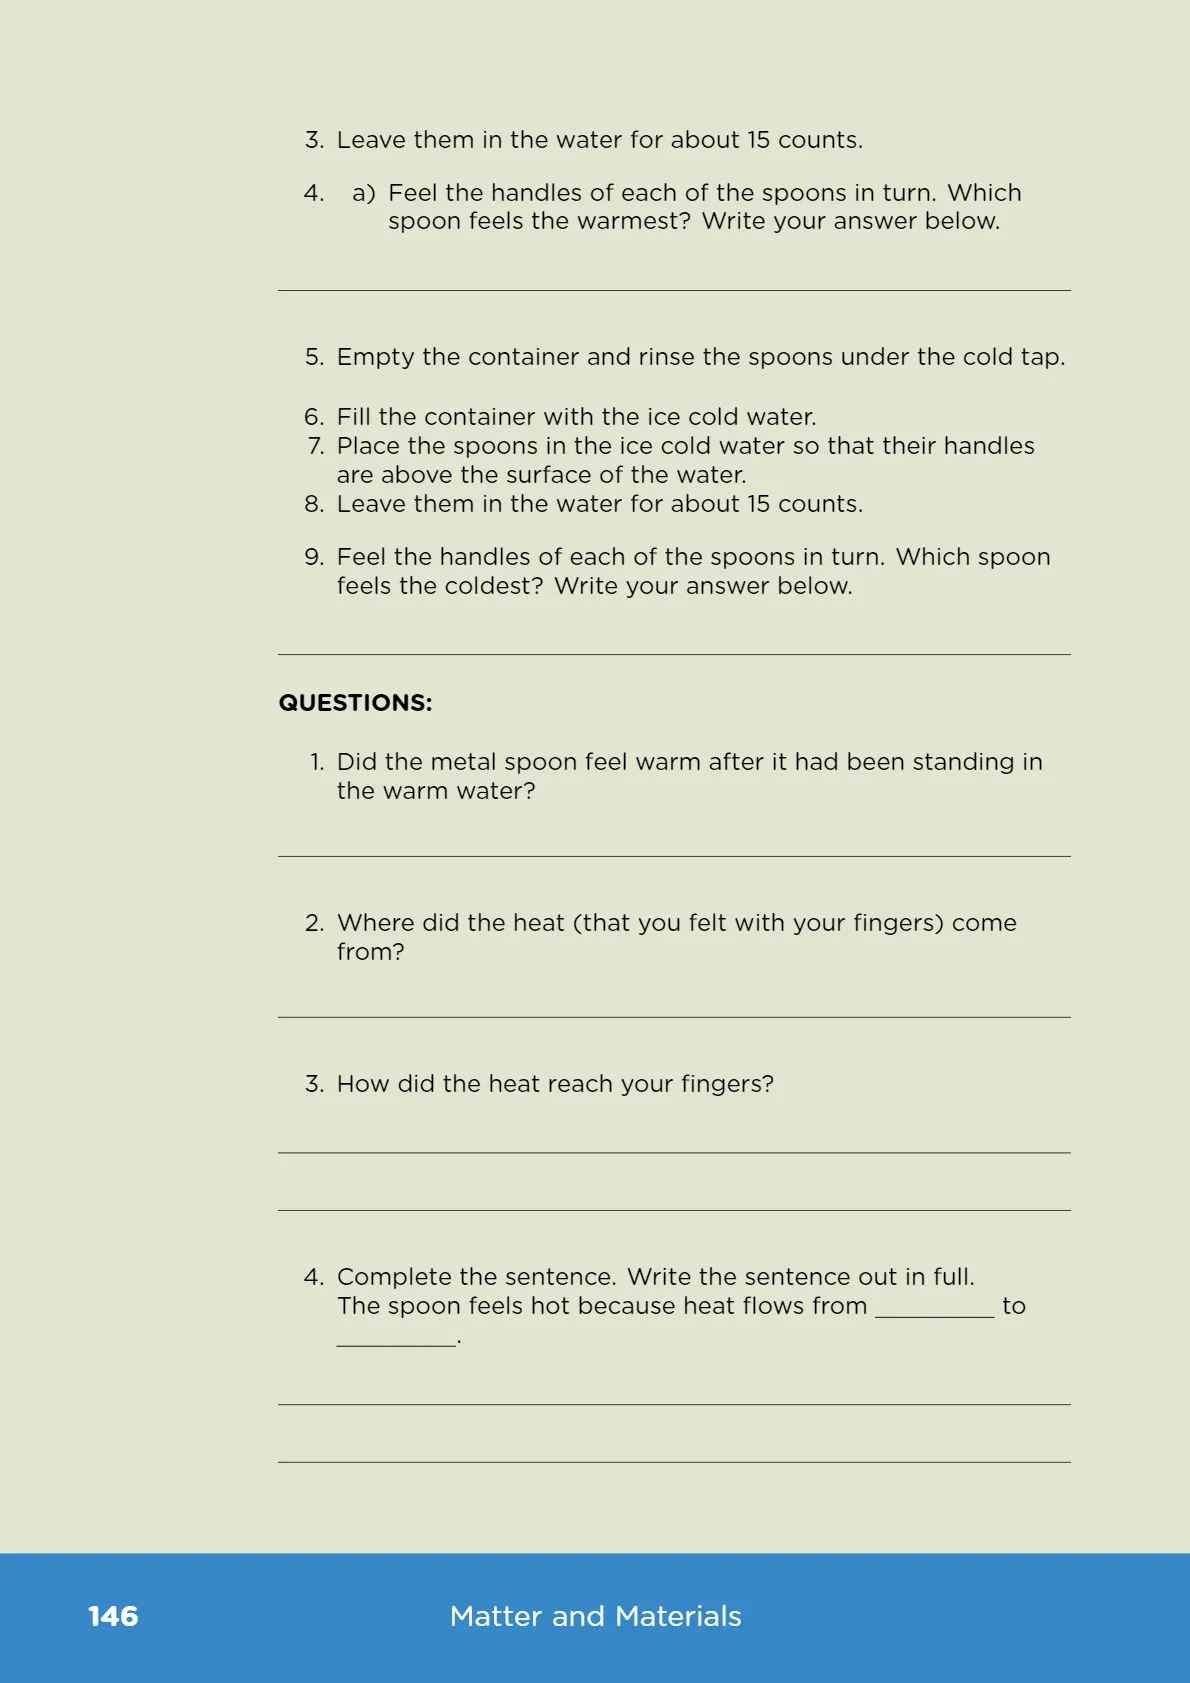 3. Leave them in the water for about 15 counts.
4. a) Feel the handles of each of the spoons in turn. Which
spoon feels the warmest? Write your answer below.
5. Empty the container and rinse the spoons under the cold tap.
6. Fill the container with the ice cold water.
7. Place the spoons in the ice cold water so that their handles
are above the surface of the water.
8. Leave them in the water for about 15 counts.
9. Feel the handles of each of the spoons in turn. Which spoon
feels the coldest? Write your answer below.
QUESTIONS:
1. Did the metal spoon feel warm after it had been standing in
the warm water?
2. Where did the heat (that you felt with your fingers) come
from?
3. How did the heat reach your fingers?
4. Complete the sentence. Write the sentence out in full.
The spoon feels hot because heat flows from _________ to
_________.
146 Matter and Materials